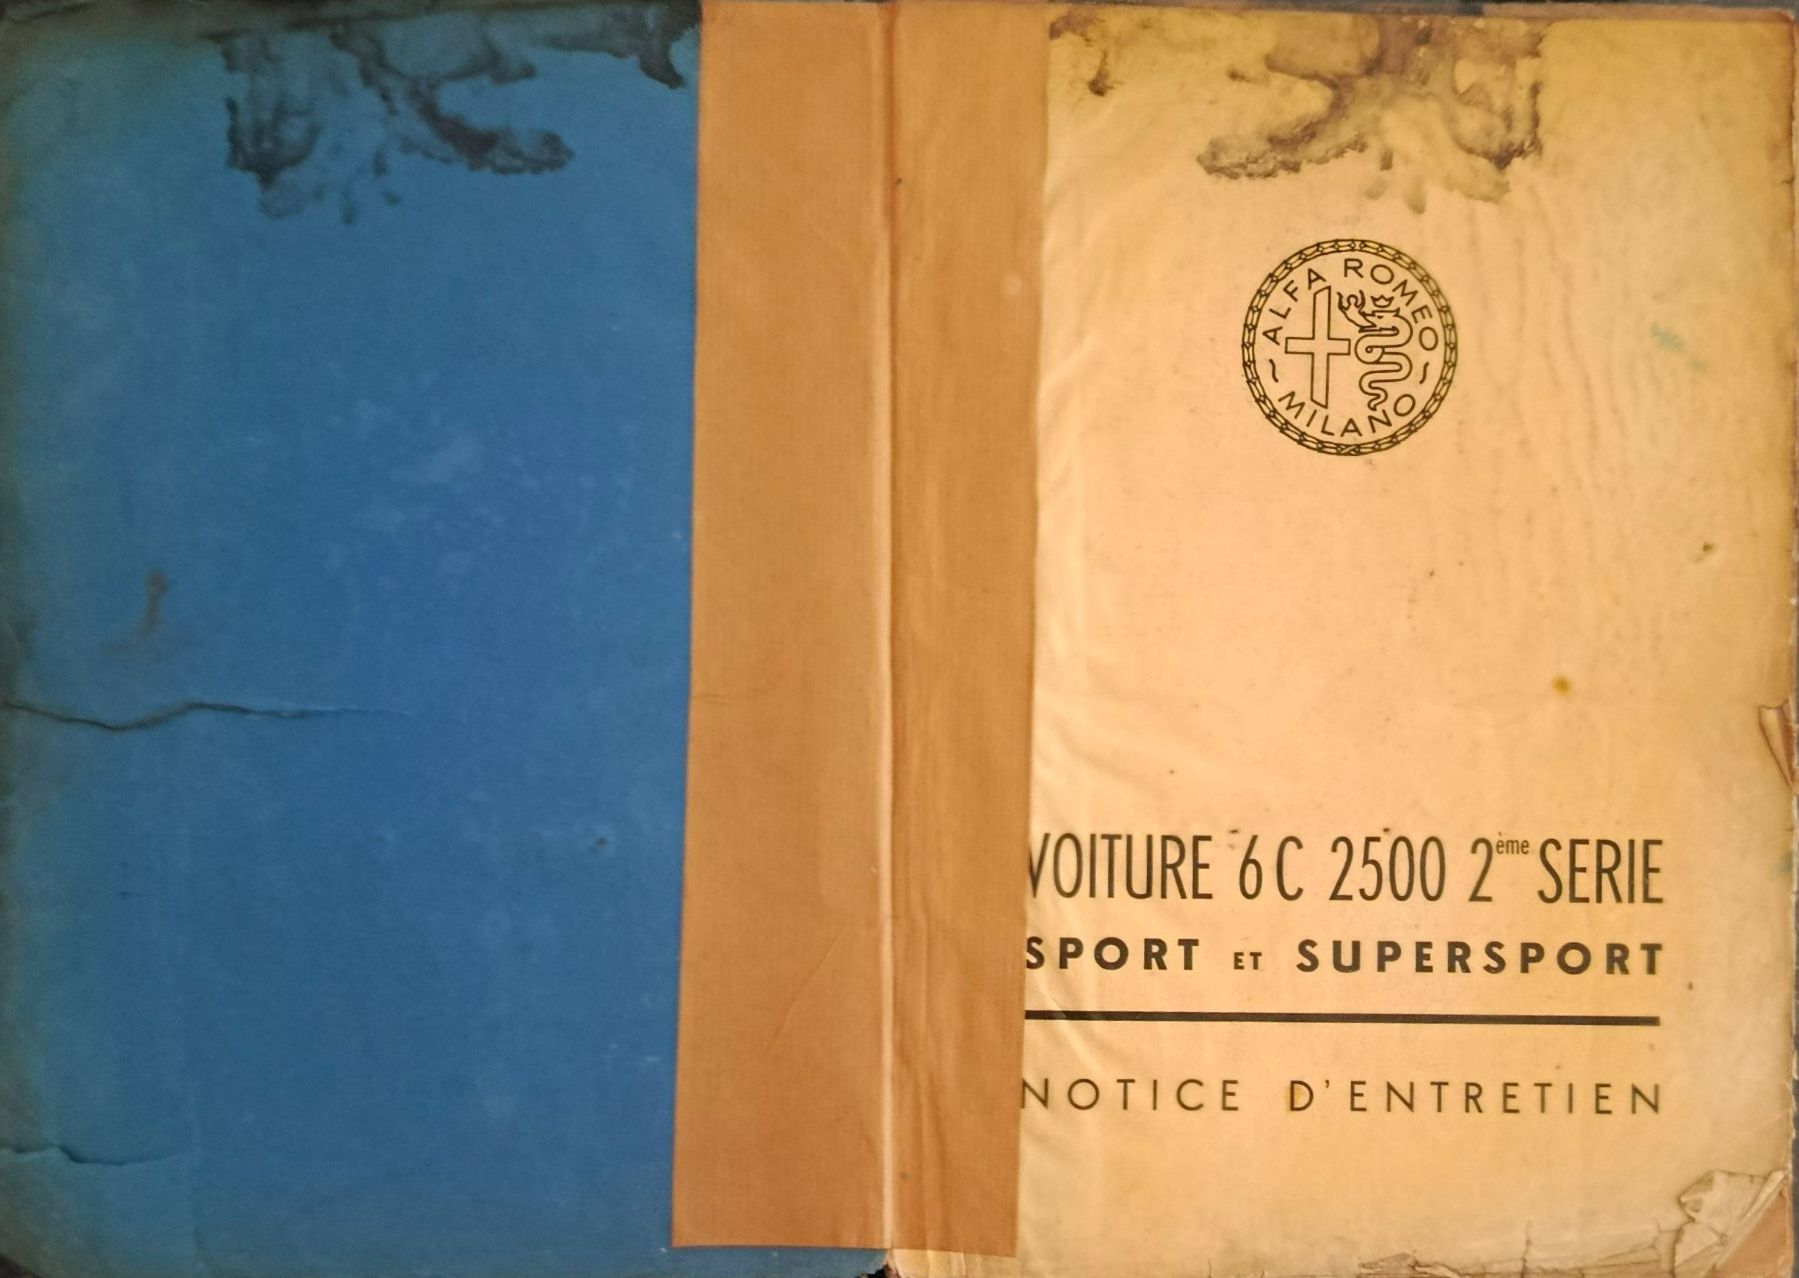 ALFA ROMEO
MILANO
VOITURE 6C 2500 2ème SERIE
SPORT ET SUPERSPORT
NOTICE D'ENTRETIEN